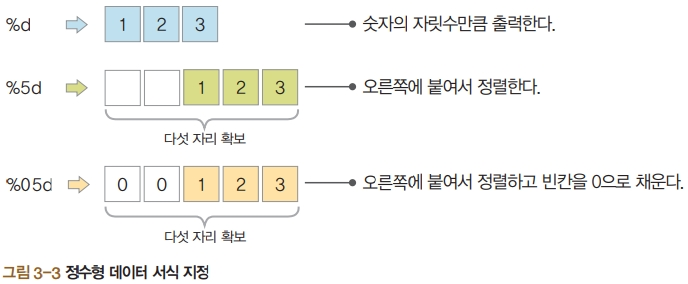 %d 1 2 3 숫자의 자릿수만큼 출력한다.
%5d 1 2 3 오른쪽에 붙여서 정렬한다.
다섯 자리 확보
%05d 0 0 1 2 3 오른쪽에 붙여서 정렬하고 빈칸을 0으로 채운다.
다섯 자리 확보
그림 3-3 정수형 데이터 서식 지정